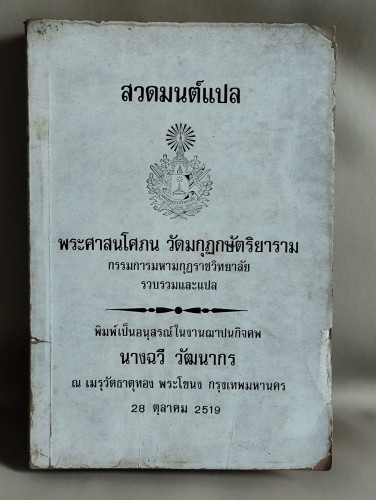 สวดมนต์แปล
พระศาสนโศภน วัดมกุฏกษัตริยาราม
กรรมการมหามกุฏราชวิทยาลัย
รวบรวมและแปล
พิมพ์เป็นอนุสรณ์ในงานฌาปนกิจศพ
นางฉวี วัฒนากร
ณ เมรุวัดธาตุทอง พระโขนง กรุงเทพมหานคร
28 ตุลาคม 2519